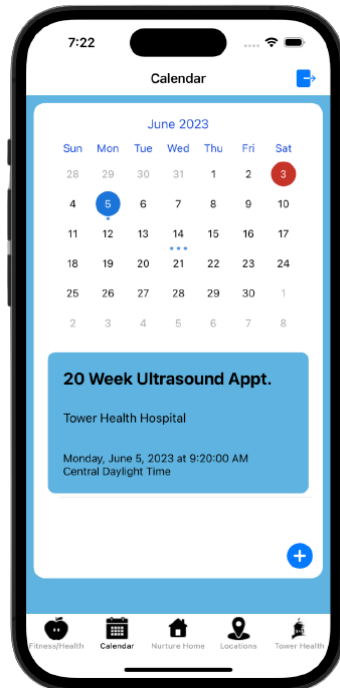 7:22
Calendar
June 2023
Sun Mon Tue Wed Thu Fri Sat
28 29 30 31 1 2 3
4 5 6 7 8 9 10
11 12 13 14 15 16 17
18 19 20 21 22 23 24
25 26 27 28 29 30 1
2 3 4 5 6 7 8
20 Week Ultrasound Appt.
Tower Health Hospital
Monday, June 5, 2023 at 9:20:00 AM
Central Daylight Time
Fitness/Health Calendar Nurture Home Locations Tower Health